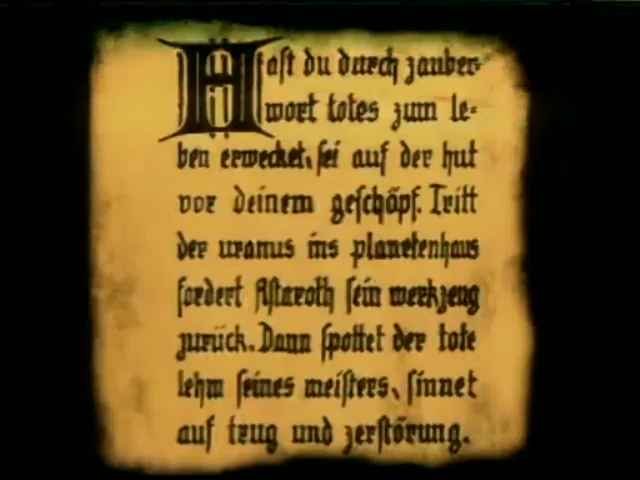 Hast du durch zauber-
wort totes zum le-
ben erwecket, sei auf der hut
vor deinem geschöpf. Tritt
der uranus ins planetenhaus
fordert Astaroth sein werkzeug
zurück. Dann spottet der tote
lehm seines meisters, sinnet
auf trug und zerstörung.